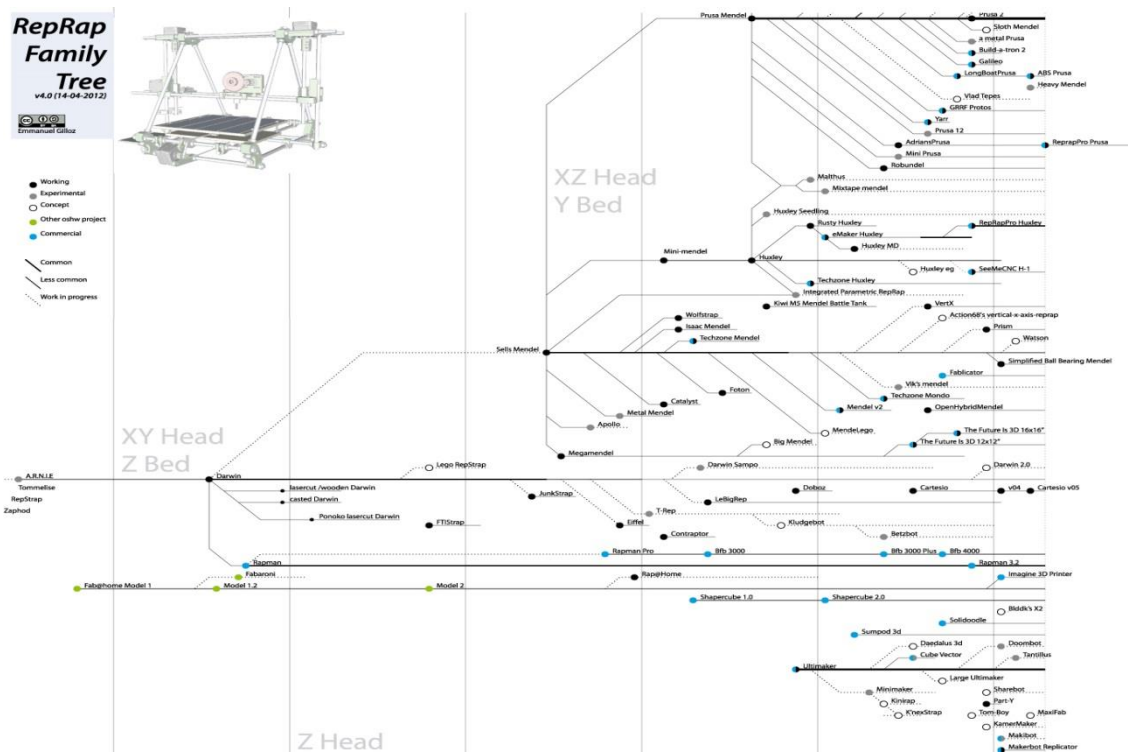 RepRap
Family
Tree
v4.0 (14-04-2012)
Emmanuel Gilloz
Working
Experimental
Concept
Other oshw project
Commercial
Common
Less common
Work in progress
XZ Head
Y Bed
XY Head
Z Bed
Z Head
Prusa Mendel
Prusa 2
Sloth Mendel
a metal Prusa
Build-a-tron 2
Galileo
LongBoatPrusa
ABS Prusa
Heavy Mendel
Vlad Tepes
GRRF Protos
Yarr
Prusa 12
AdriansPrusa
ReprapPro Prusa
Mini Prusa
Robundel
Malthus
Mixtape mendel
Huxley Seedling
Rusty Huxley
RepRapPro Huxley
eMaker Huxley
Huxley MD
Mini-mendel
Huxley
Huxley eg
SeeMeCNC H-1
Techzone Huxley
Integrated Parametric RepRap
Kiwi MS Mendel Battle Tank
VertX
Wolfstrap
Action68's vertical-x-axis-reprap
Isaac Mendel
Prism
Techzone Mendel
Watson
Sells Mendel
Simplified Ball Bearing Mendel
Fablicator
Vik's mendel
Foton
Techzone Mondo
Catalyst
Mendel v2
OpenHybridMendel
Metal Mendel
Apollo
MendeLego
The Future Is 3D 16x16"
Big Mendel
The Future Is 3D 12x12"
Megamendel
Lego RepStrap
Darwin Sampo
Darwin 2.0
A.R.N.I.E
Tommelise
RepStrap
Zaphod
Darwin
lasercut /wooden Darwin
casted Darwin
Ponoko lasercut Darwin
JunkStrap
Doboz
Cartesio
v04
Cartesio v05
LeBigRep
T-Rep
FTIStrap
Eiffel
Kludgebot
Contraptor
Betzbot
Rapman Pro
Bfb 3000
Bfb 3000 Plus
Bfb 4000
Rapman
Rapman 3.2
Fabaroni
Rap@Home
Imagine 3D Printer
Fab@home Model 1
Model 1.2
Model 2
Shapercube 1.0
Shapercube 2.0
Blddk's X2
Solidoodle
Sumpod 3d
Daedalus 3d
Doombot
Cube Vector
Tantillus
Ultimaker
Large Ultimaker
Minimaker
Sharebot
Kinirap
Part-Y
K'nexStrap
Tom-Boy
MaxiFab
KamerMaker
Makibot
Makerbot Replicator